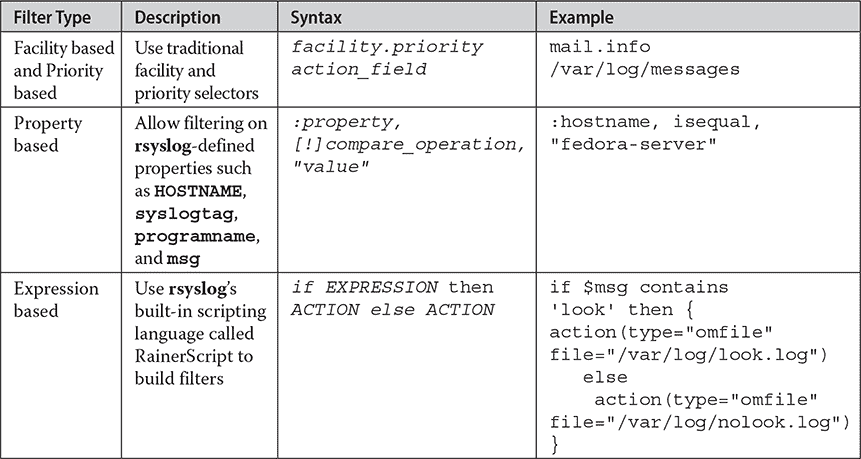 Filter Type Description Syntax Example
Facility based
and Priority
based
Use traditional
facility and
priority selectors
facility.priority
action_field
mail.info
/var/log/messages
Property
based
Allow filtering on
rsyslog-defined
properties such
as HOSTNAME,
syslogtag,
programname,
and msg
:property,
[!]compare_operation,
"value"
:hostname, isequal,
"fedora-server"
Expression
based
Use rsyslog’s
built-in scripting
language called
RainerScript to
build filters
if EXPRESSION then
ACTION else ACTION
if $msg contains
'look' then {
action(type="omfile"
file="/var/log/look.log")
else
action(type="omfile"
file="/var/log/nolook.log")
}